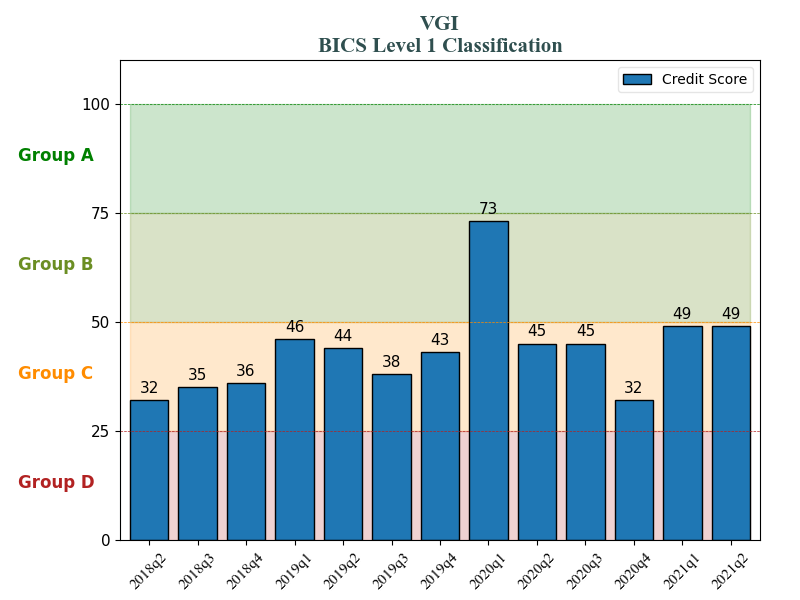 VGI
BICS Level 1 Classification
Credit Score
100
Group A
75
73
Group B
50
46
44
43
38
36
35
32
45
45
32
49
49
Group C
25
Group D
0
2018q2
2018q3
2018q4
2019q1
2019q2
2019q3
2019q4
2020q1
2020q2
2020q3
2020q4
2021q1
2021q2